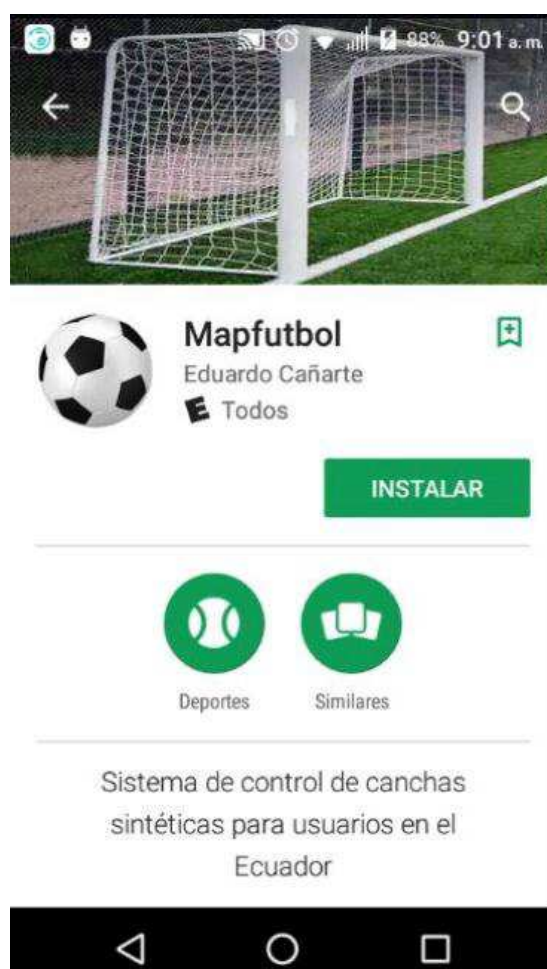 88% 9:01 a. m.
Mapfutbol
Eduardo Cañarte
E Todos
INSTALAR
Deportes
Similares
Sistema de control de canchas
sintéticas para usuarios en el
Ecuador